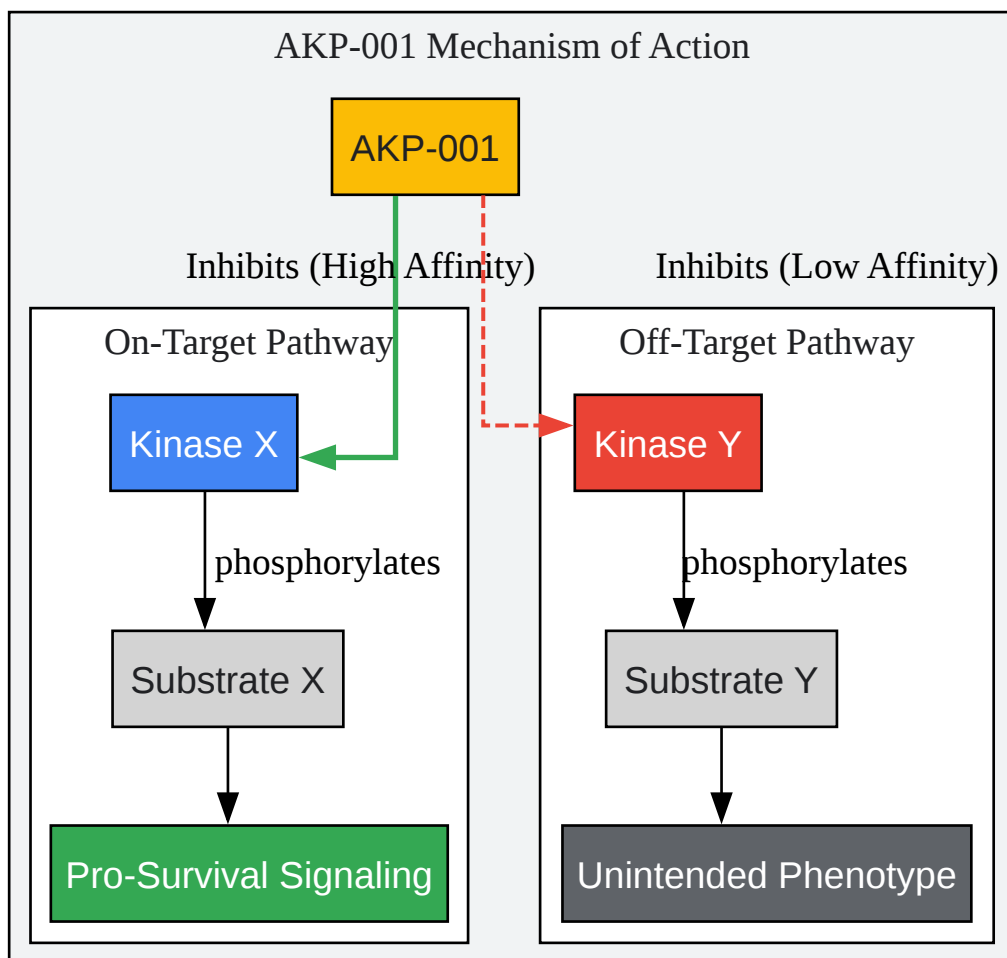 AKP-001 Mechanism of Action
AKP-001
Inhibits (High Affinity)
Inhibits (Low Affinity)
On-Target Pathway
Kinase X
phosphorylates
Substrate X
Pro-Survival Signaling
Off-Target Pathway
Kinase Y
phosphorylates
Substrate Y
Unintended Phenotype